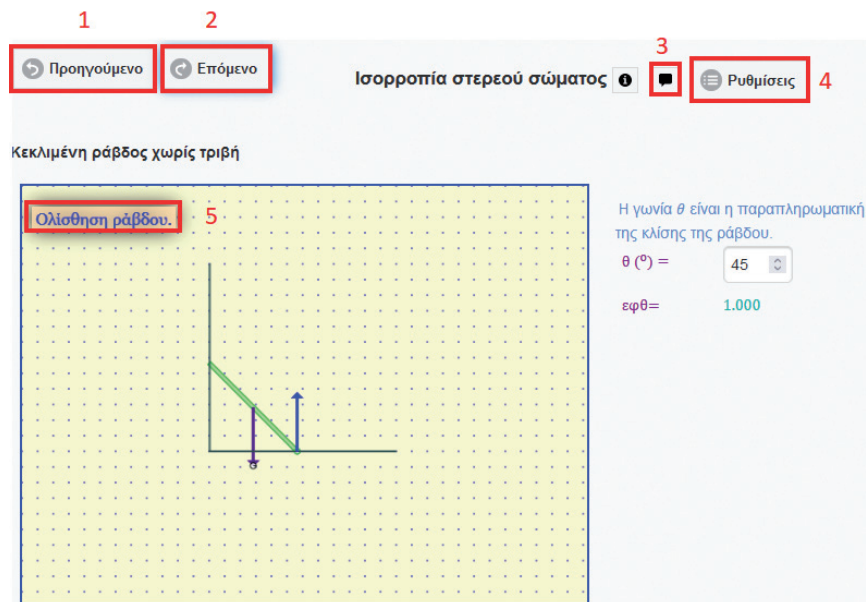 1
2
3
Προηγούμενο
Επόμενο
Ισορροπία στερεού σώματος
Ρυθμίσεις
4
Κεκλιμένη ράβδος χωρίς τριβή
Ολίσθηση ράβδου.
5
Η γωνία θ είναι η παραπληρωματική
της κλίσης της ράβδου.
θ (º) =
45
εφθ=
1.000